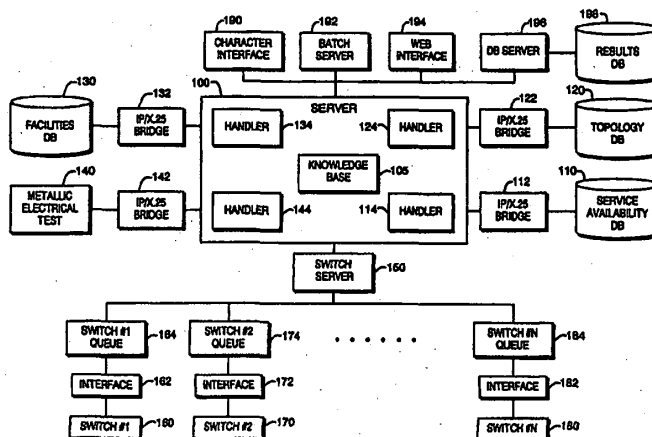 190
192
194
196
198
CHARACTER
INTERFACE
BATCH
SERVER
WEB
INTERFACE
DB SERVER
RESULTS
DB
130
132
100
SERVER
122
120
FACILITIES
DB
IP/X.25
BRIDGE
HANDLER
134
124
HANDLER
IP/X.25
BRIDGE
TOPOLOGY
DB
KNOWLEDGE
BASE
105
140
142
112
110
METALLIC
ELECTRICAL
TEST
IP/X.25
BRIDGE
HANDLER
144
114
HANDLER
IP/X.25
BRIDGE
SERVICE
AVAILABILITY
DB
SWITCH
SERVER
150
SWITCH #1
QUEUE
164
SWITCH #2
QUEUE
174
SWITCH #N
QUEUE
184
INTERFACE
162
INTERFACE
172
INTERFACE
182
SWITCH #1
160
SWITCH #2
170
SWITCH #N
180